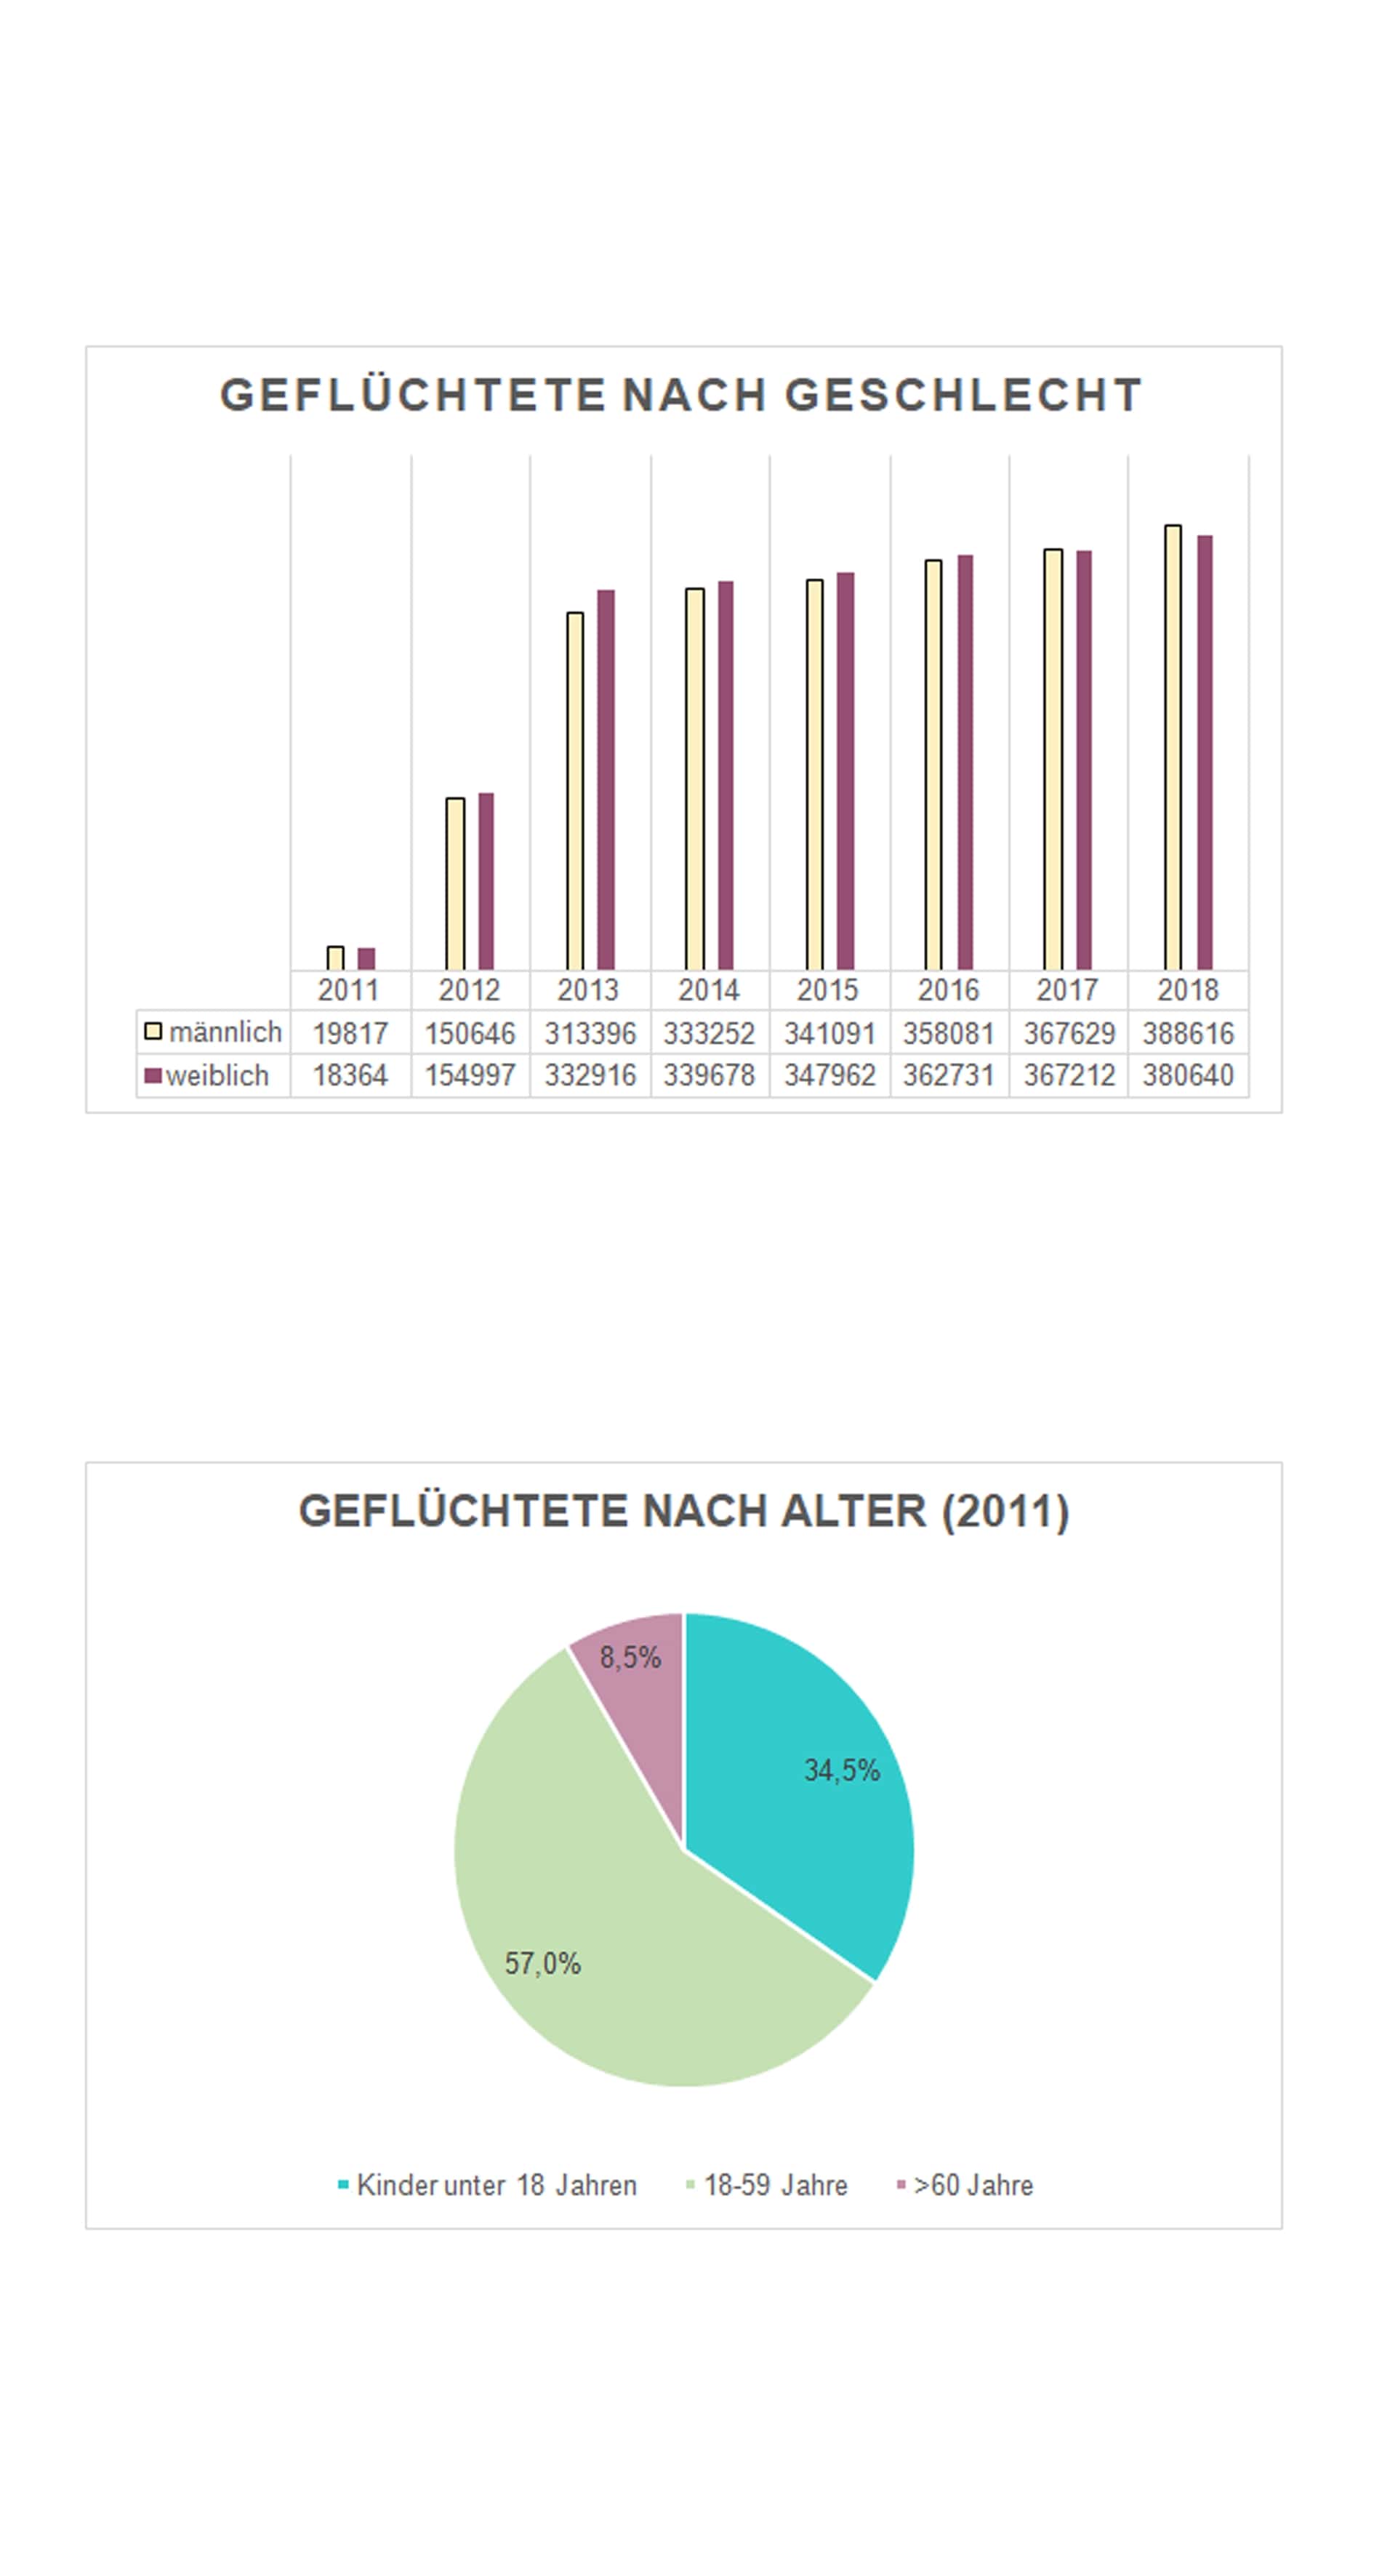 GEFLÜCHTETE NACH GESCHLECHT
2011 2012 2013 2014 2015 2016 2017 2018
männlich 19817 150646 313396 333252 341091 358081 367629 388616
weiblich 18364 154997 332916 339678 347962 362731 367212 380640
GEFLÜCHTETE NACH ALTER (2011)
8,5%
34,5%
57,0%
Kinder unter 18 Jahren 18-59 Jahre >60 Jahre